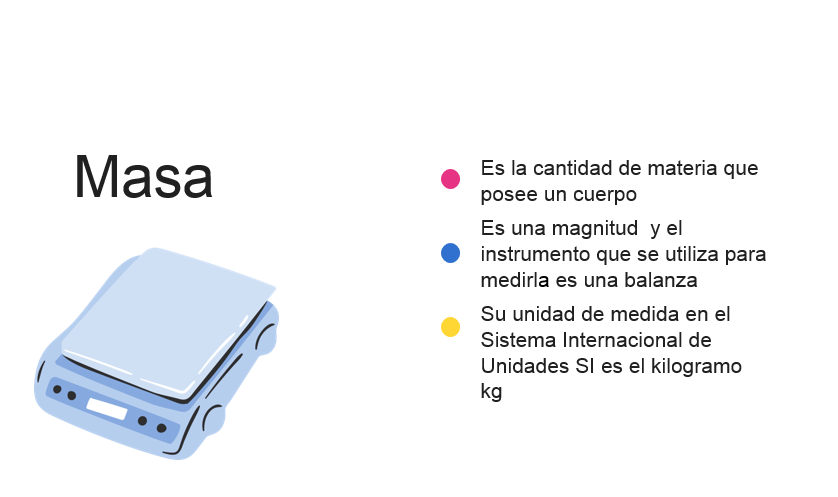 Masa
Es la cantidad de materia que
posee un cuerpo
Es una magnitud  y el
instrumento que se utiliza para
medirla es una balanza
Su unidad de medida en el
Sistema Internacional de
Unidades SI es el kilogramo
kg